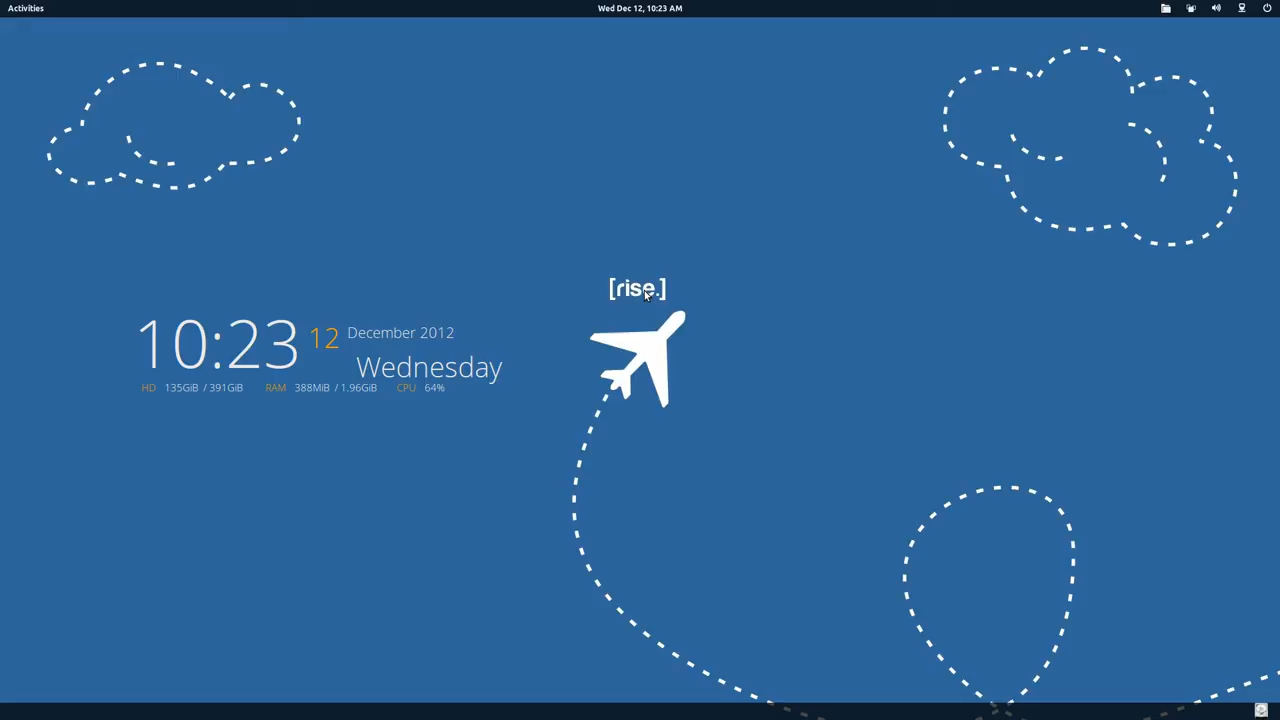 Activities
Wed Dec 12, 10:23 AM
[rise.]
10:23 12 December 2012
Wednesday
HD 135GiB / 391GiB RAM 388MiB / 1.96GiB CPU 64%